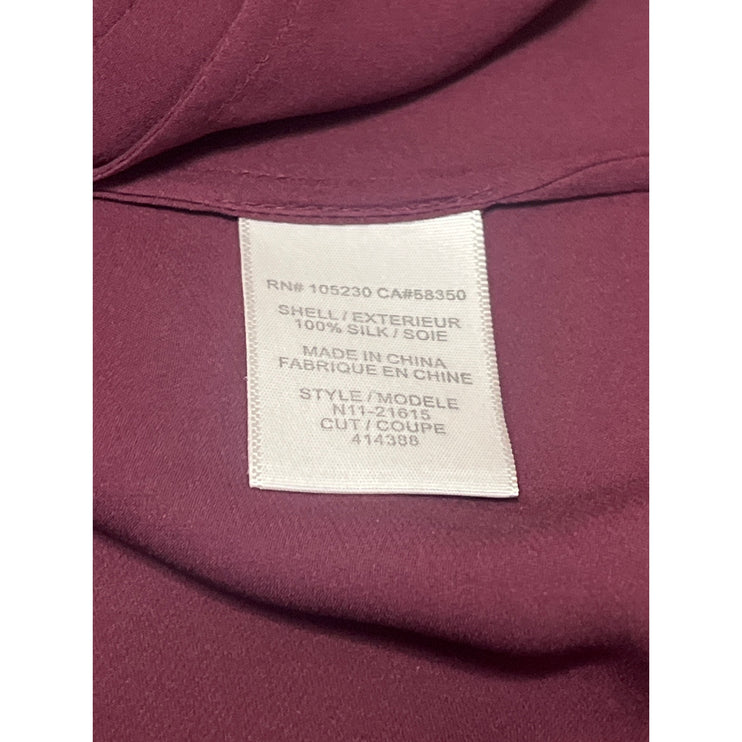 RN# 105230 CA#58350
SHELL / EXTERIEUR
100% SILK / SOIE
MADE IN CHINA
FABRIQUE EN CHINE
STYLE / MODELE
N11-21615
CUT / COUPE
414388